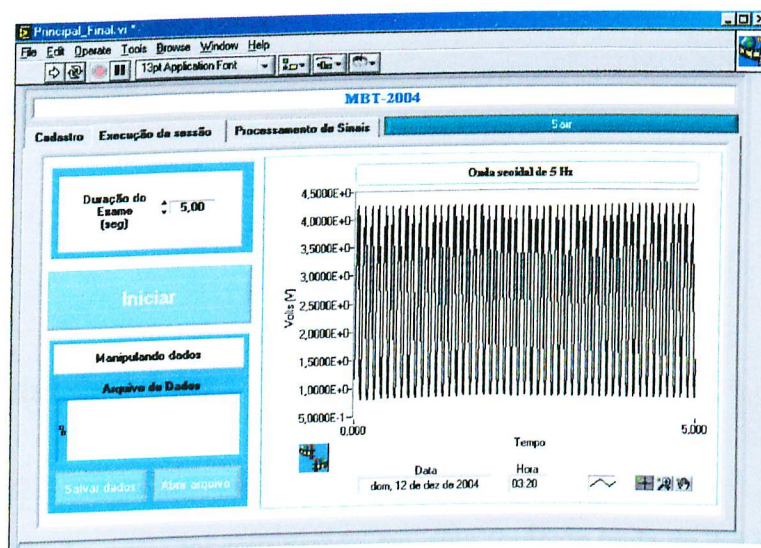 Principal_Final.vi *
File Edit Operate Tools Browse Window Help
13pt Application Font
MBT-2004
Cadastro Execução da sessão Processamento de Sinais Sair
Duração do
Exame
(seg)
5,00
Iniciar
Manipulando dados
Arquivo de Dados
Salvar dados Abrir arquivo
Onda senoidal de 5 Hz
4,5000E+0
4,0000E+0
3,5000E+0
3,0000E+0
2,5000E+0
2,0000E+0
1,5000E+0
1,0000E+0
5,0000E-1
Volts (V)
0,000 5,000
Tempo
Data Hora
dom, 12 de dez de 2004 03:20